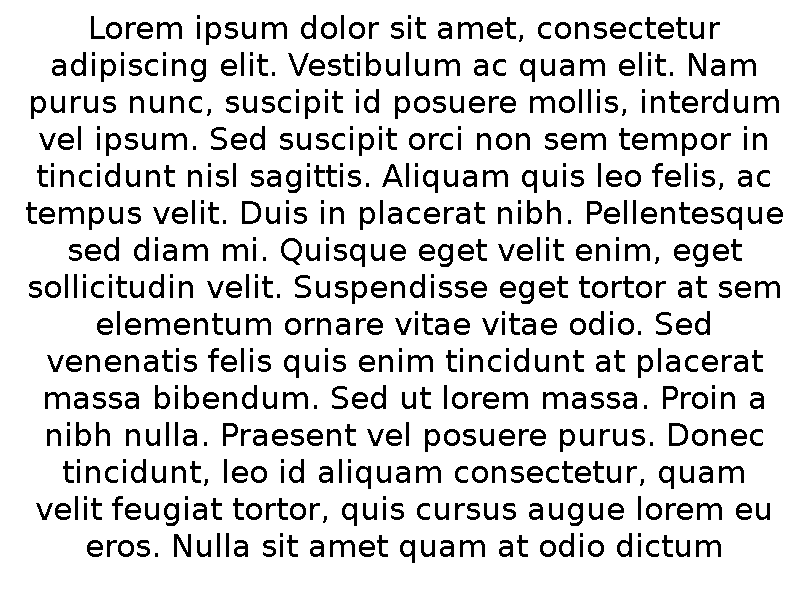 Lorem ipsum dolor sit amet, consectetur
adipiscing elit. Vestibulum ac quam elit. Nam
purus nunc, suscipit id posuere mollis, interdum
vel ipsum. Sed suscipit orci non sem tempor in
tincidunt nisl sagittis. Aliquam quis leo felis, ac
tempus velit. Duis in placerat nibh. Pellentesque
sed diam mi. Quisque eget velit enim, eget
sollicitudin velit. Suspendisse eget tortor at sem
elementum ornare vitae vitae odio. Sed
venenatis felis quis enim tincidunt at placerat
massa bibendum. Sed ut lorem massa. Proin a
nibh nulla. Praesent vel posuere purus. Donec
tincidunt, leo id aliquam consectetur, quam
velit feugiat tortor, quis cursus augue lorem eu
eros. Nulla sit amet quam at odio dictum